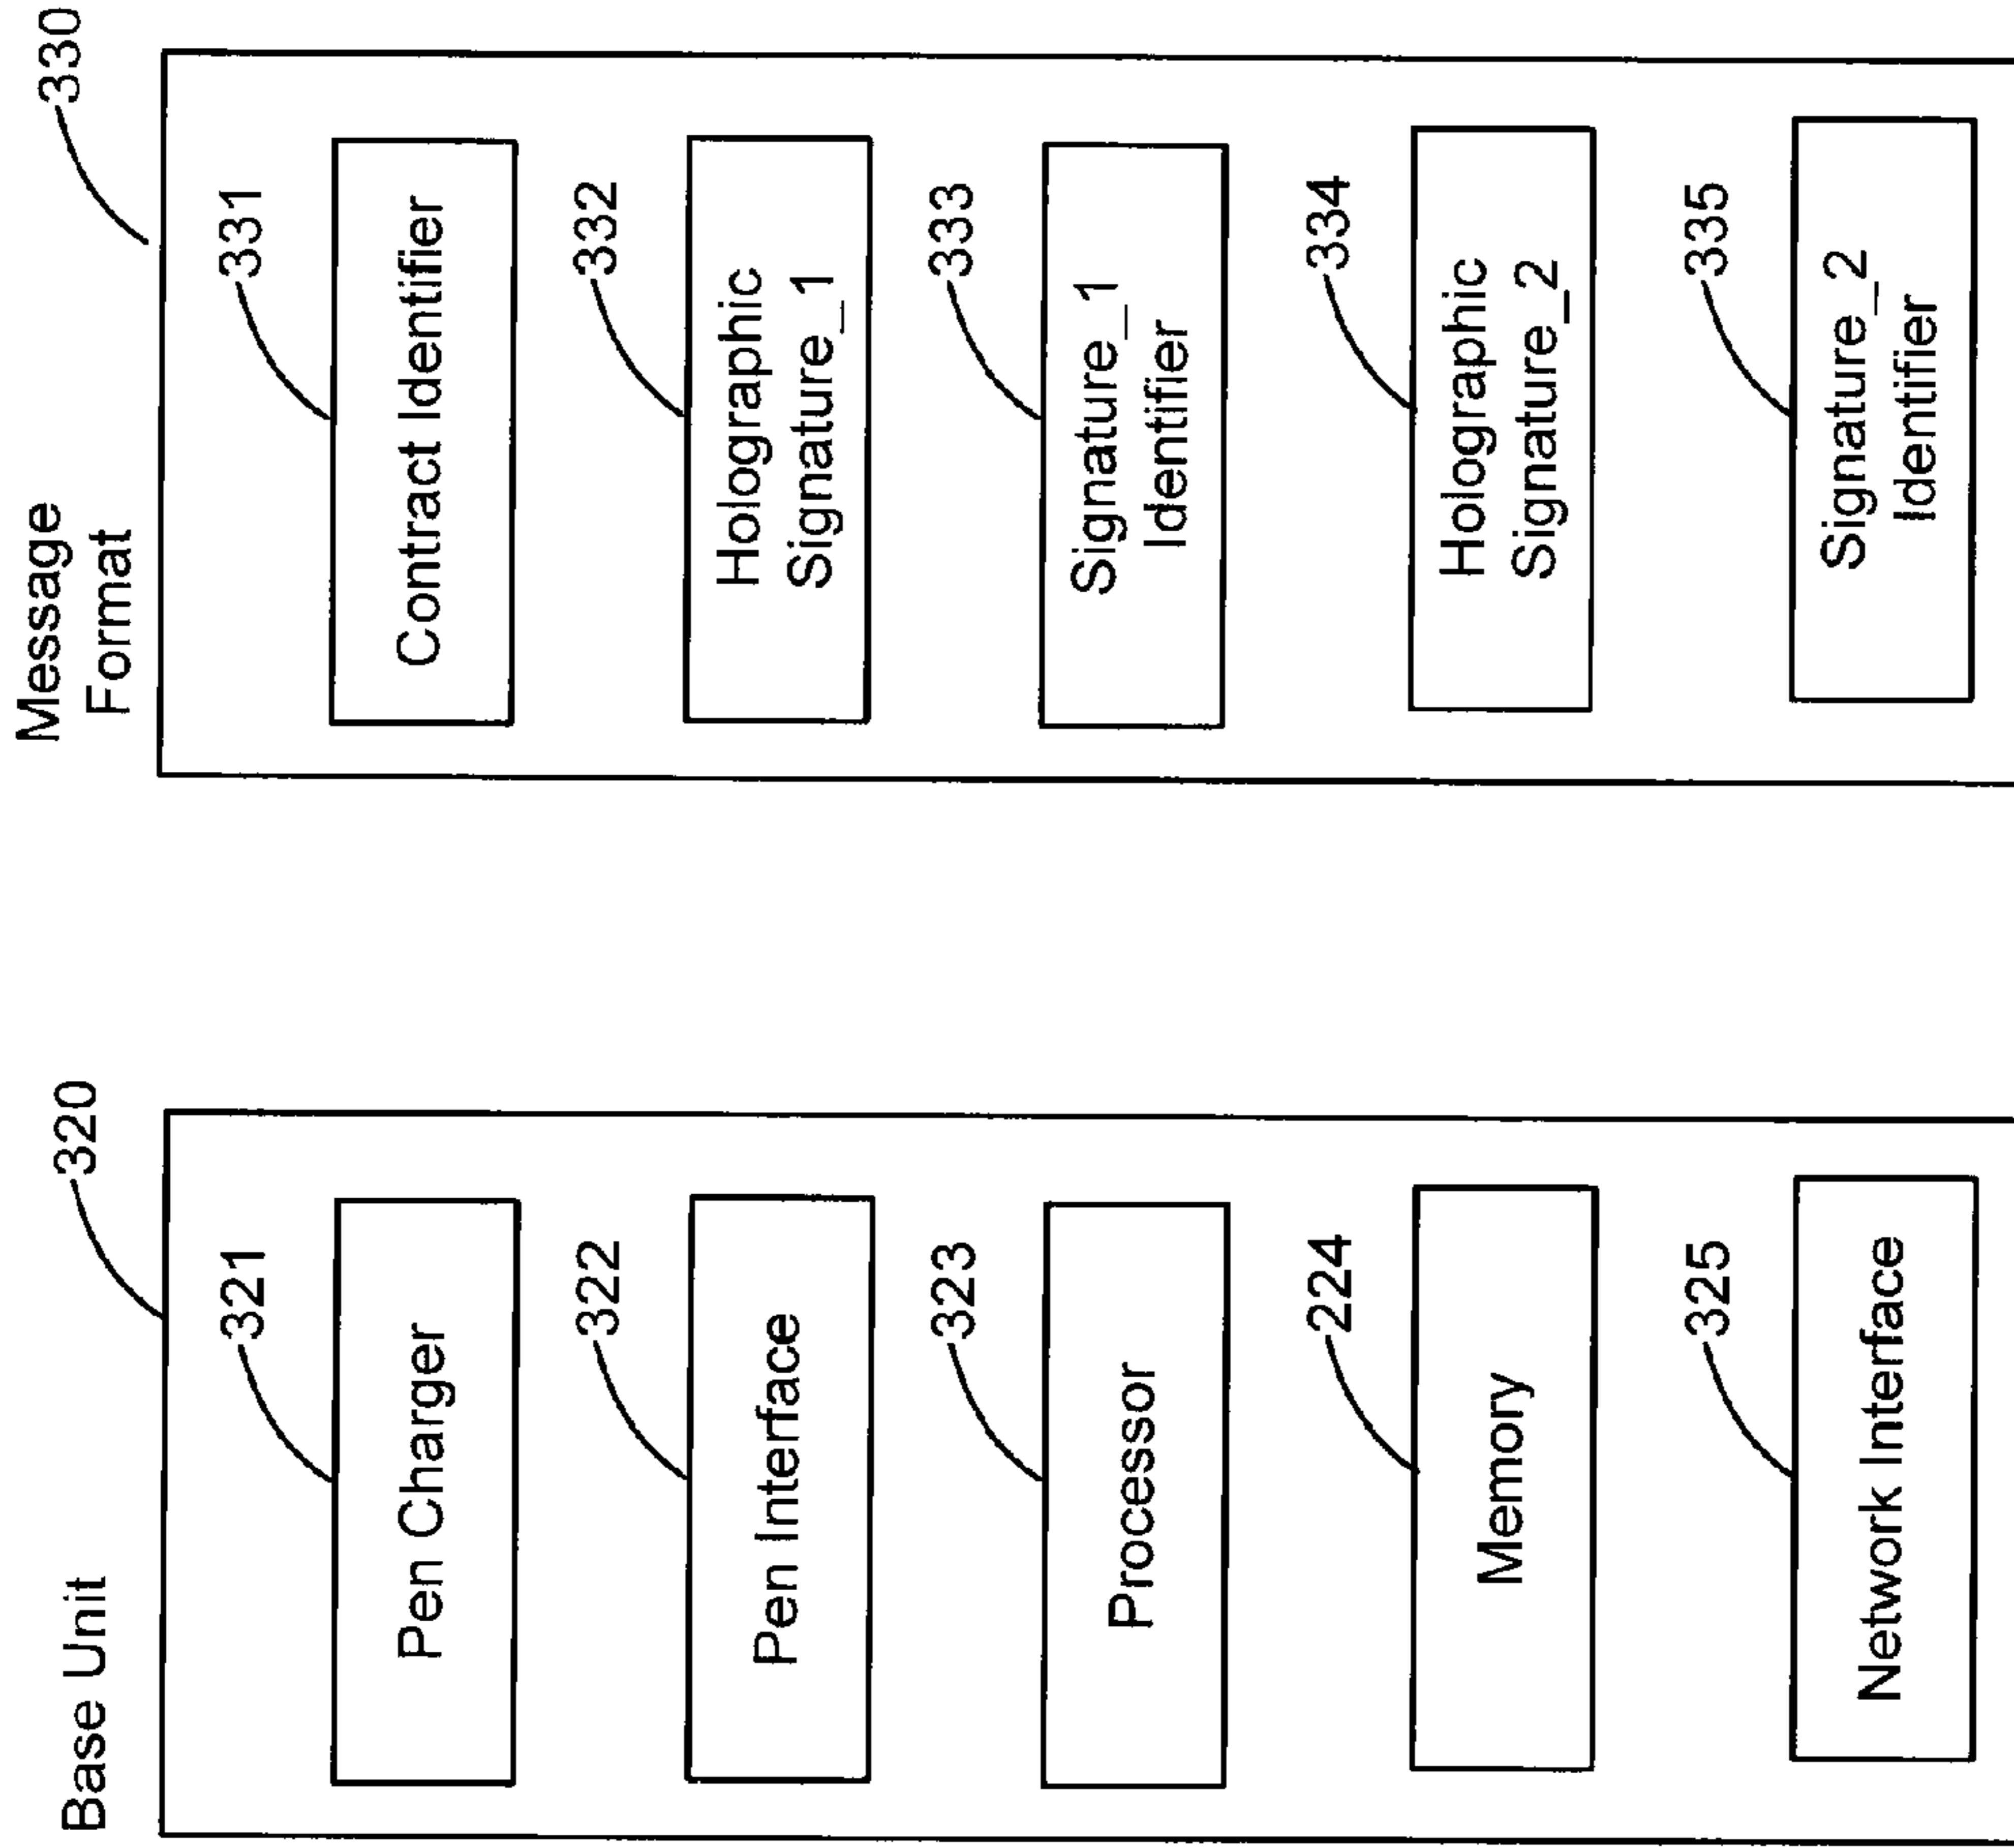 Base Unit
320
321
Pen Charger
322
Pen Interface
323
Processor
224
Memory
325
Network Interface
Message
Format
330
331
Contract Identifier
332
Holographic
Signature_1
333
Signature_1
Identifier
334
Holographic
Signature_2
335
Signature_2
Identifier